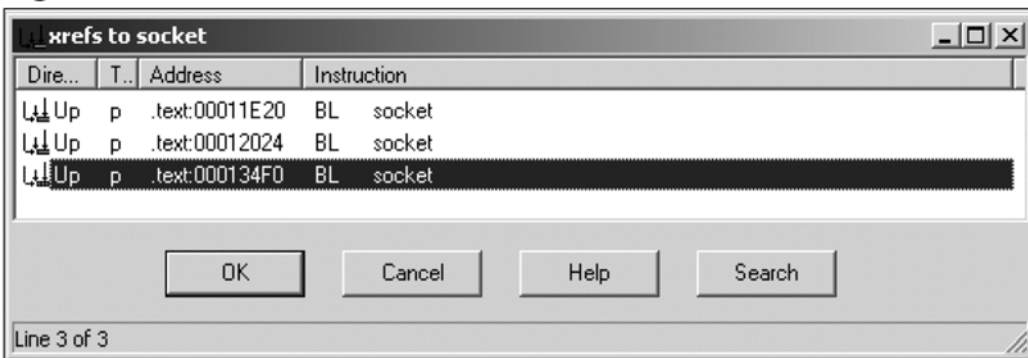 xrefs to socket
Dire... T.. Address Instruction
Up p .text:00011E20 BL socket
Up p .text:00012024 BL socket
Up p .text:000134F0 BL socket
OK Cancel Help Search
Line 3 of 3